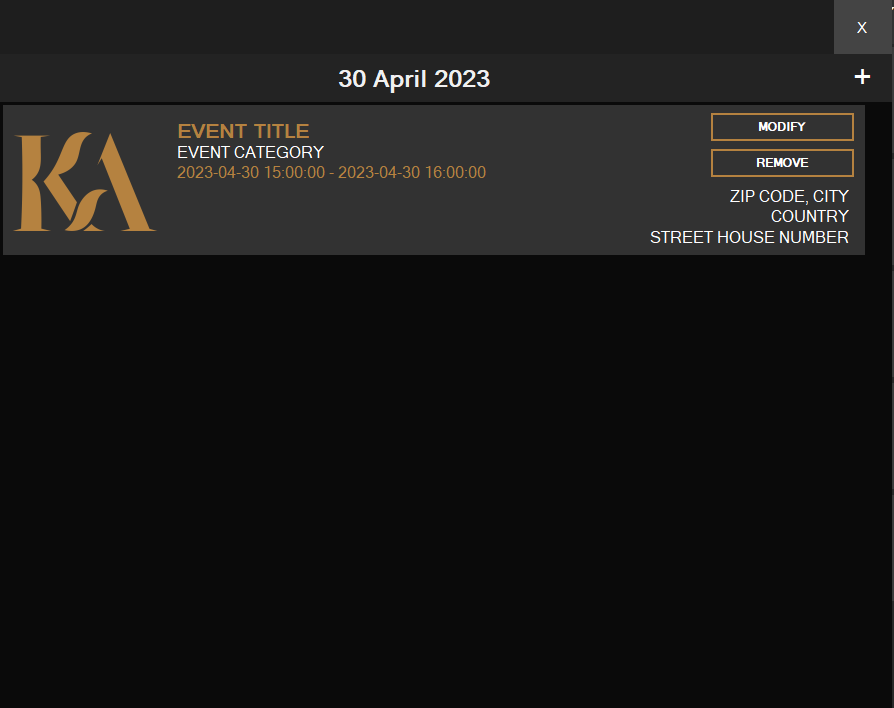 X
30 April 2023 +
KA
EVENT TITLE
EVENT CATEGORY
2023-04-30 15:00:00 - 2023-04-30 16:00:00
MODIFY
REMOVE
ZIP CODE, CITY
COUNTRY
STREET HOUSE NUMBER